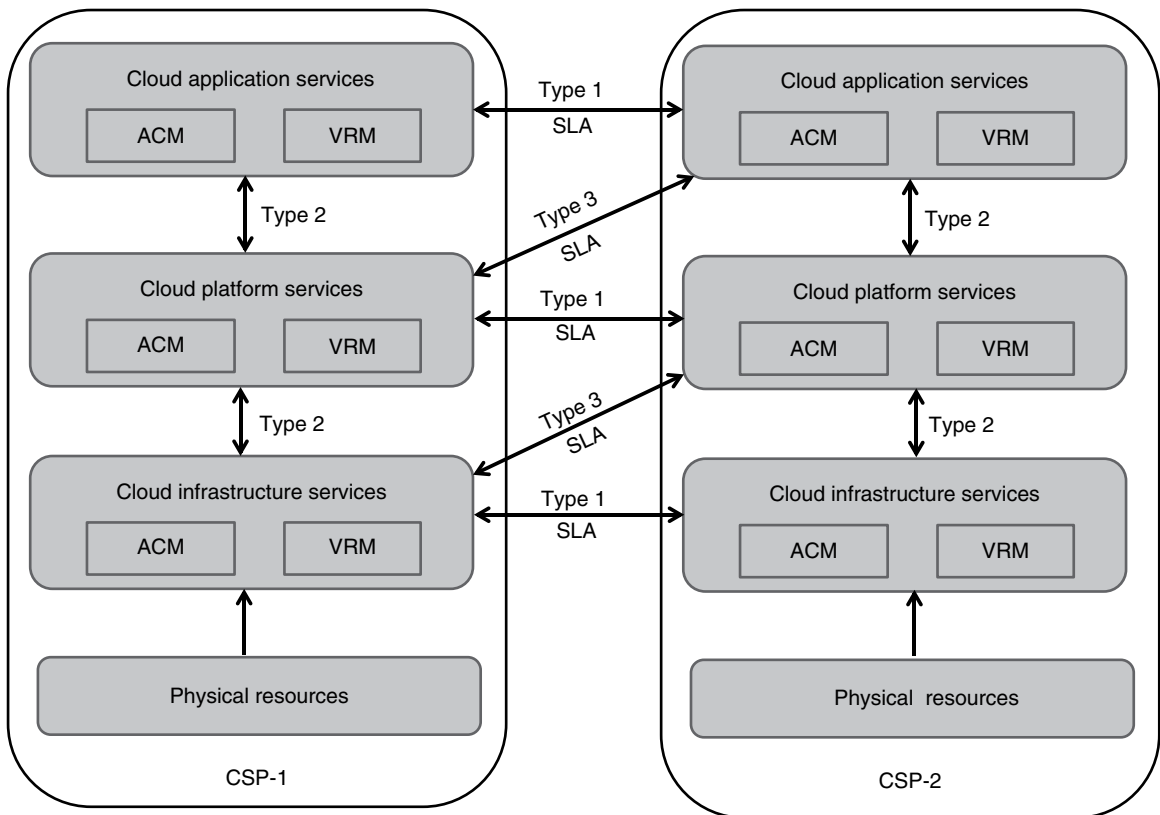 Cloud application services
ACM VRM
Type 2
Cloud platform services
ACM VRM
Type 2
Cloud infrastructure services
ACM VRM
Physical resources
CSP-1
Type 1
SLA
Type 3
SLA
Type 1
SLA
Type 3
SLA
Type 1
SLA
Cloud application services
ACM VRM
Type 2
Cloud platform services
ACM VRM
Type 2
Cloud infrastructure services
ACM VRM
Physical resources
CSP-2